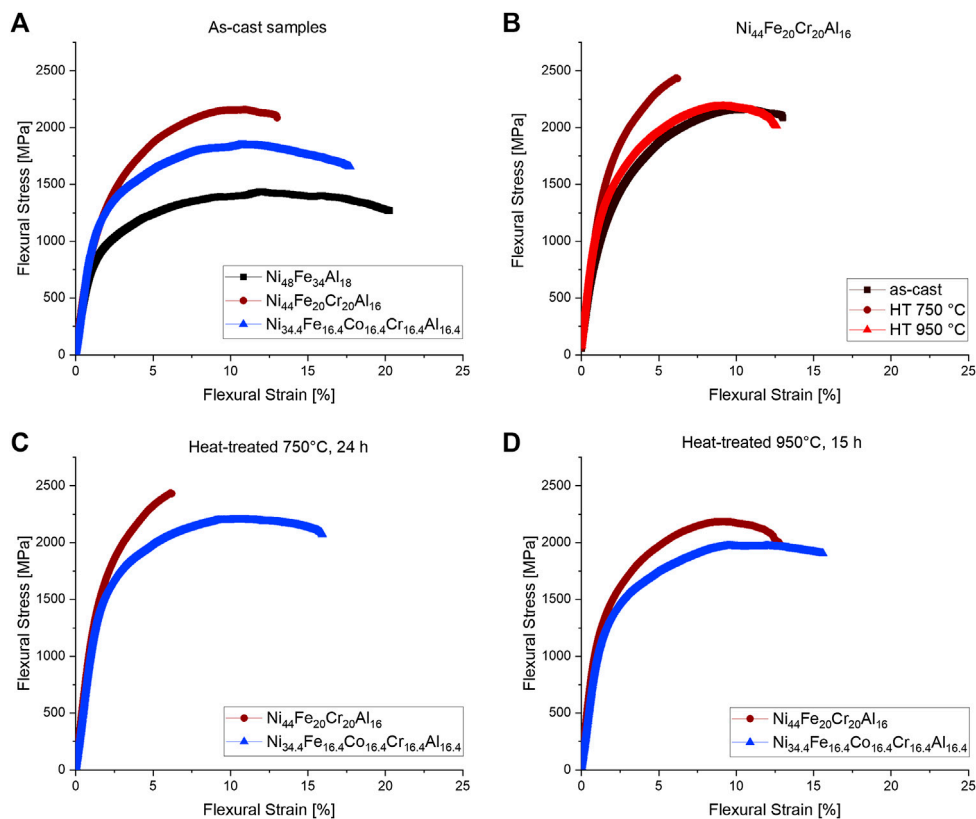 A
As-cast samples
Flexural Stress [MPa]
2500
2000
1500
1000
500
0
0 5 10 15 20 25
Flexural Strain [%]
Ni48Fe34Al18
Ni44Fe20Cr20Al16
Ni34.4Fe16.4Co16.4Cr16.4Al16.4
B
Ni44Fe20Cr20Al16
Flexural Stress [MPa]
2500
2000
1500
1000
500
0
0 5 10 15 20 25
Flexural Strain [%]
as-cast
HT 750 °C
HT 950 °C
C
Heat-treated 750°C, 24 h
Flexural Stress [MPa]
2500
2000
1500
1000
500
0
0 5 10 15 20 25
Flexural Strain [%]
Ni44Fe20Cr20Al16
Ni34.4Fe16.4Co16.4Cr16.4Al16.4
D
Heat-treated 950°C, 15 h
Flexural Stress [MPa]
2500
2000
1500
1000
500
0
0 5 10 15 20 25
Flexural Strain [%]
Ni44Fe20Cr20Al16
Ni34.4Fe16.4Co16.4Cr16.4Al16.4